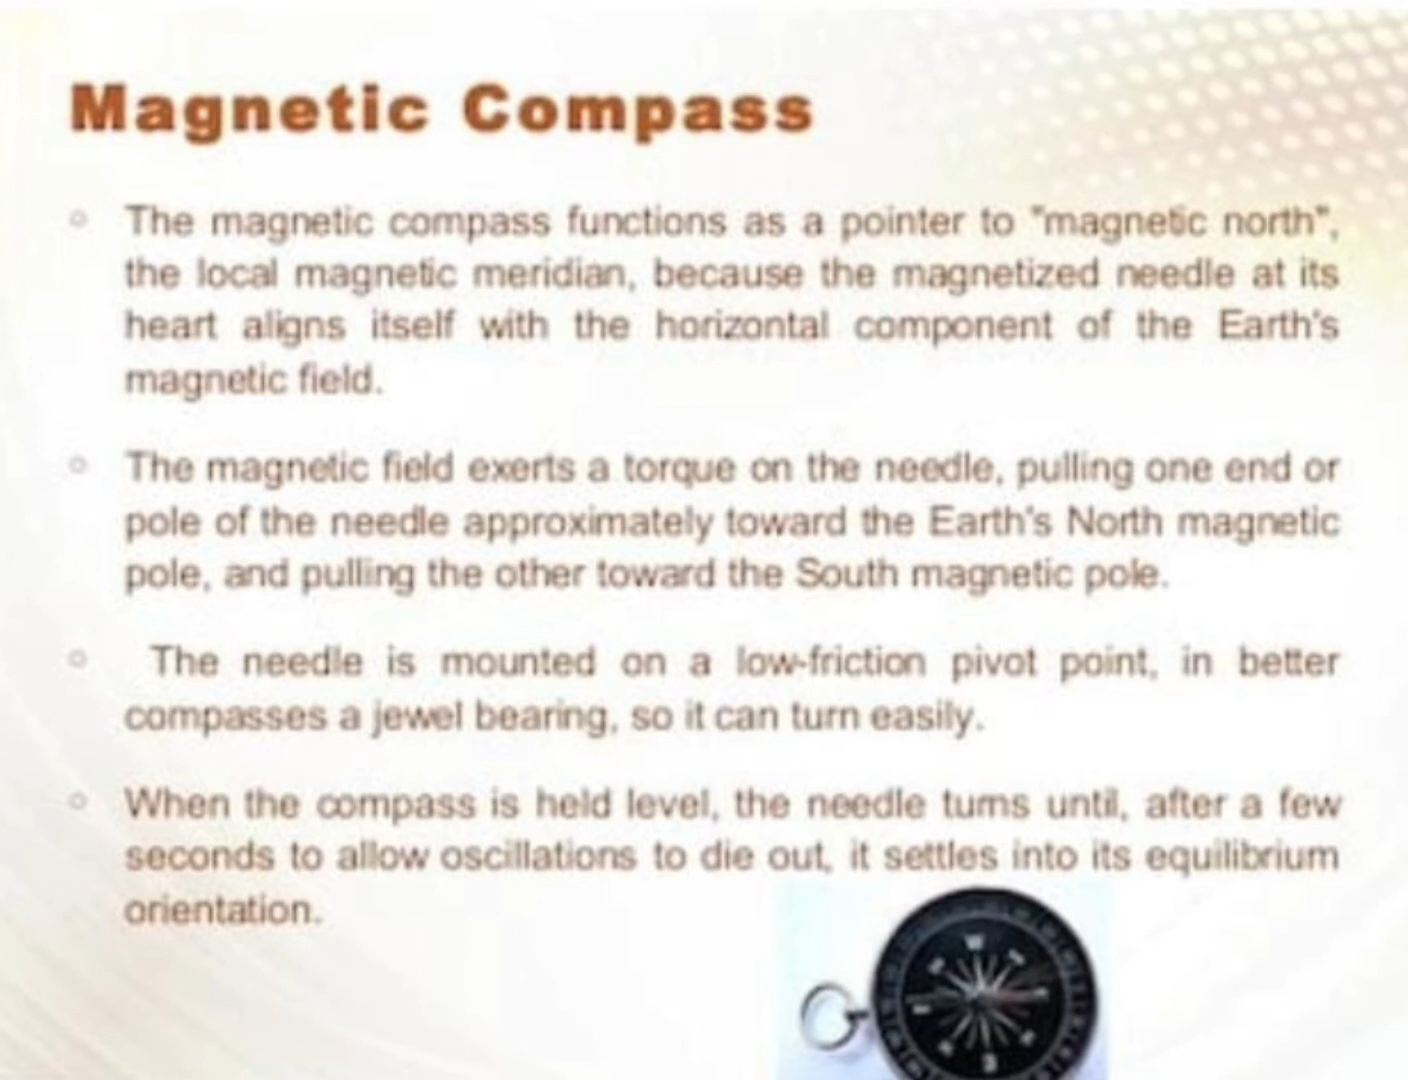 Magnetic Compass
The magnetic compass functions as a pointer to "magnetic north",
the local magnetic meridian, because the magnetized needle at its
heart aligns itself with the horizontal component of the Earth's
magnetic field.
The magnetic field exerts a torque on the needle, pulling one end or
pole of the needle approximately toward the Earth's North magnetic
pole, and pulling the other toward the South magnetic pole.
The needle is mounted on a low-friction pivot point, in better
compasses a jewel bearing, so it can turn easily.
When the compass is held level, the needle turns until, after a few
seconds to allow oscillations to die out, it settles into its equilibrium
orientation.
W